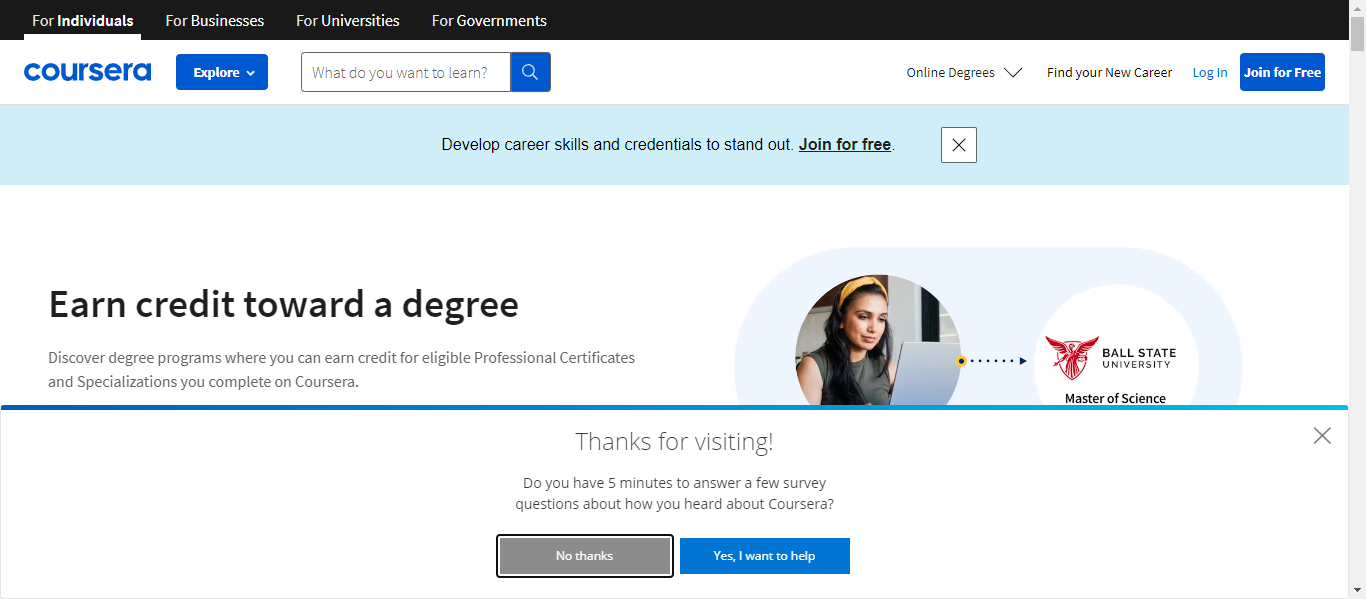 For Individuals
For Businesses
For Universities
For Governments
coursera
Explore
What do you want to learn?
Online Degrees
Find your New Career
Log In
Join for Free
Develop career skills and credentials to stand out. Join for free.
Earn credit toward a degree
Discover degree programs where you can earn credit for eligible Professional Certificates
and Specializations you complete on Coursera.
BALL STATE
UNIVERSITY
Master of Science
Thanks for visiting!
Do you have 5 minutes to answer a few survey
questions about how you heard about Coursera?
No thanks
Yes, I want to help